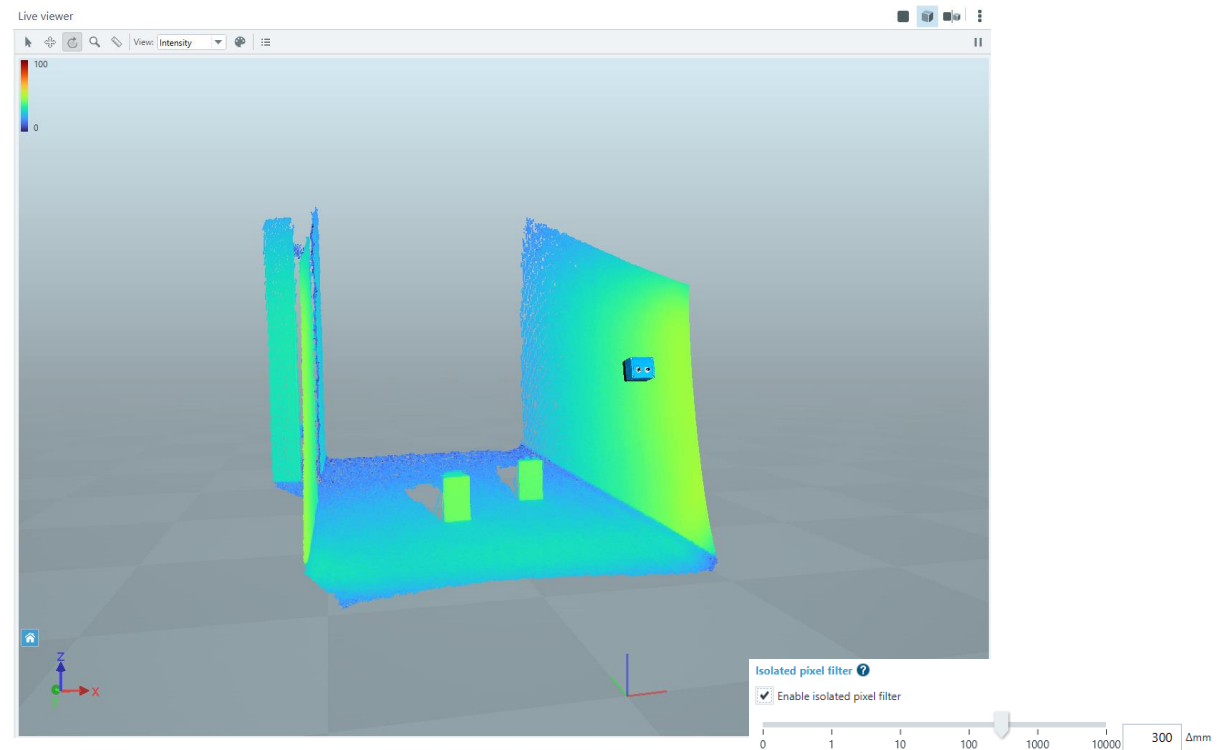 Live viewer
View: Intensity
100
0
Z
X
Y
Isolated pixel filter ?
Enable isolated pixel filter
0 1 10 100 1000 10000
300 Δmm